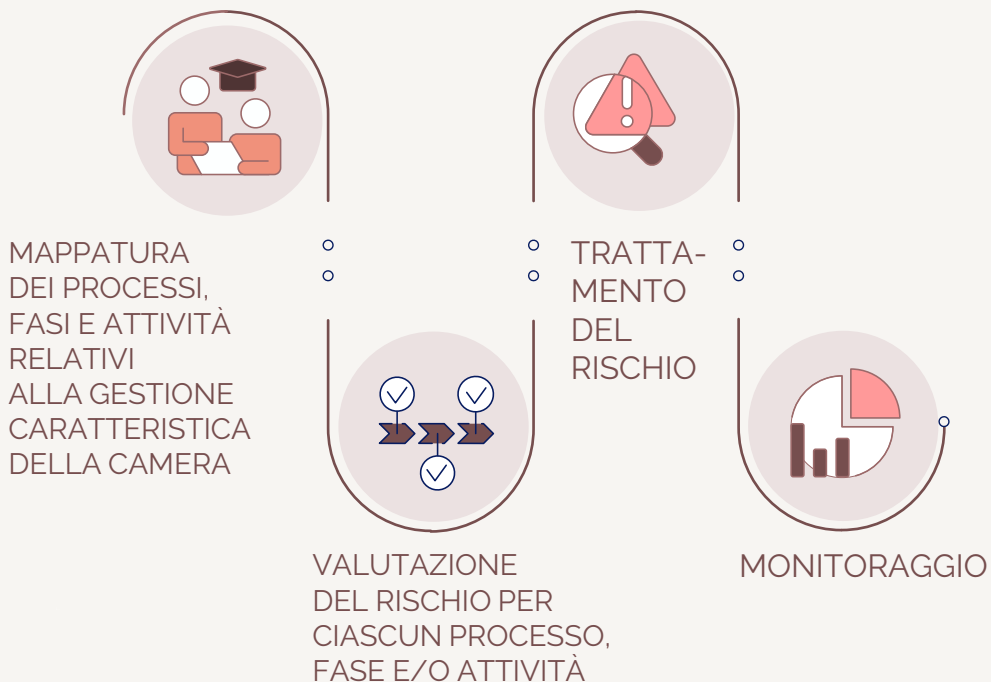 MAPPATURA
DEI PROCESSI,
FASI E ATTIVITÀ
RELATIVI
ALLA GESTIONE
CARATTERISTICA
DELLA CAMERA
VALUTAZIONE
DEL RISCHIO PER
CIASCUN PROCESSO,
FASE E/O ATTIVITÀ
TRATTA-
MENTO
DEL
RISCHIO
MONITORAGGIO